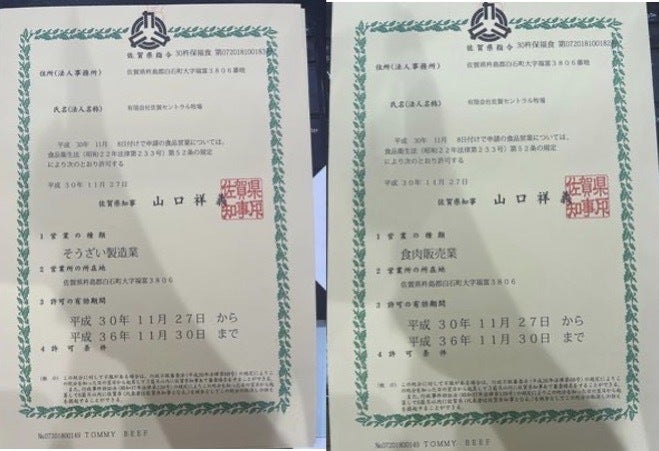 佐賀県指令 30杵保福食 第072018100183
住所(法人事務所) 佐賀県杵島郡白石町大字福富3806番地
氏名(法人名称) 有限会社佐賀セントラル牧場
平成 30年 11月 8日付けで申請の食品営業については、
食品衛生法(昭和22年法律第233号)第52条の規定
により次のとおり許可する
平成 30年 11月 27日
佐賀県知事 山口祥義
佐賀県知事印
1 営業の種類
そうざい製造業
2 営業所の所在地
佐賀県杵島郡白石町大字福富3806
3 許可の有効期間
平成 30年 11月 27日 から
平成 36年 11月 30日 まで
4 許可条件
№07201800149 TOMMY BEEF
佐賀県指令 30杵保福食 第0720181001
住所(法人事務所) 佐賀県杵島郡白石町大字福富3806番地
氏名(法人名称) 有限会社佐賀セントラル牧場
平成 30年 11月 8日付けで申請の食品営業については、
食品衛生法(昭和22年法律第233号)第52条の規定
により次のとおり許可する
平成 30年 11月 27日
佐賀県知事 山口祥義
佐賀県知事印
1 営業の種類
食肉販売業
2 営業所の所在地
佐賀県杵島郡白石町大字福富3806
3 許可の有効期間
平成 30年 11月 27日 から
平成 36年 11月 30日 まで
4 許可条件
№07201800149 TOMMY BEEF